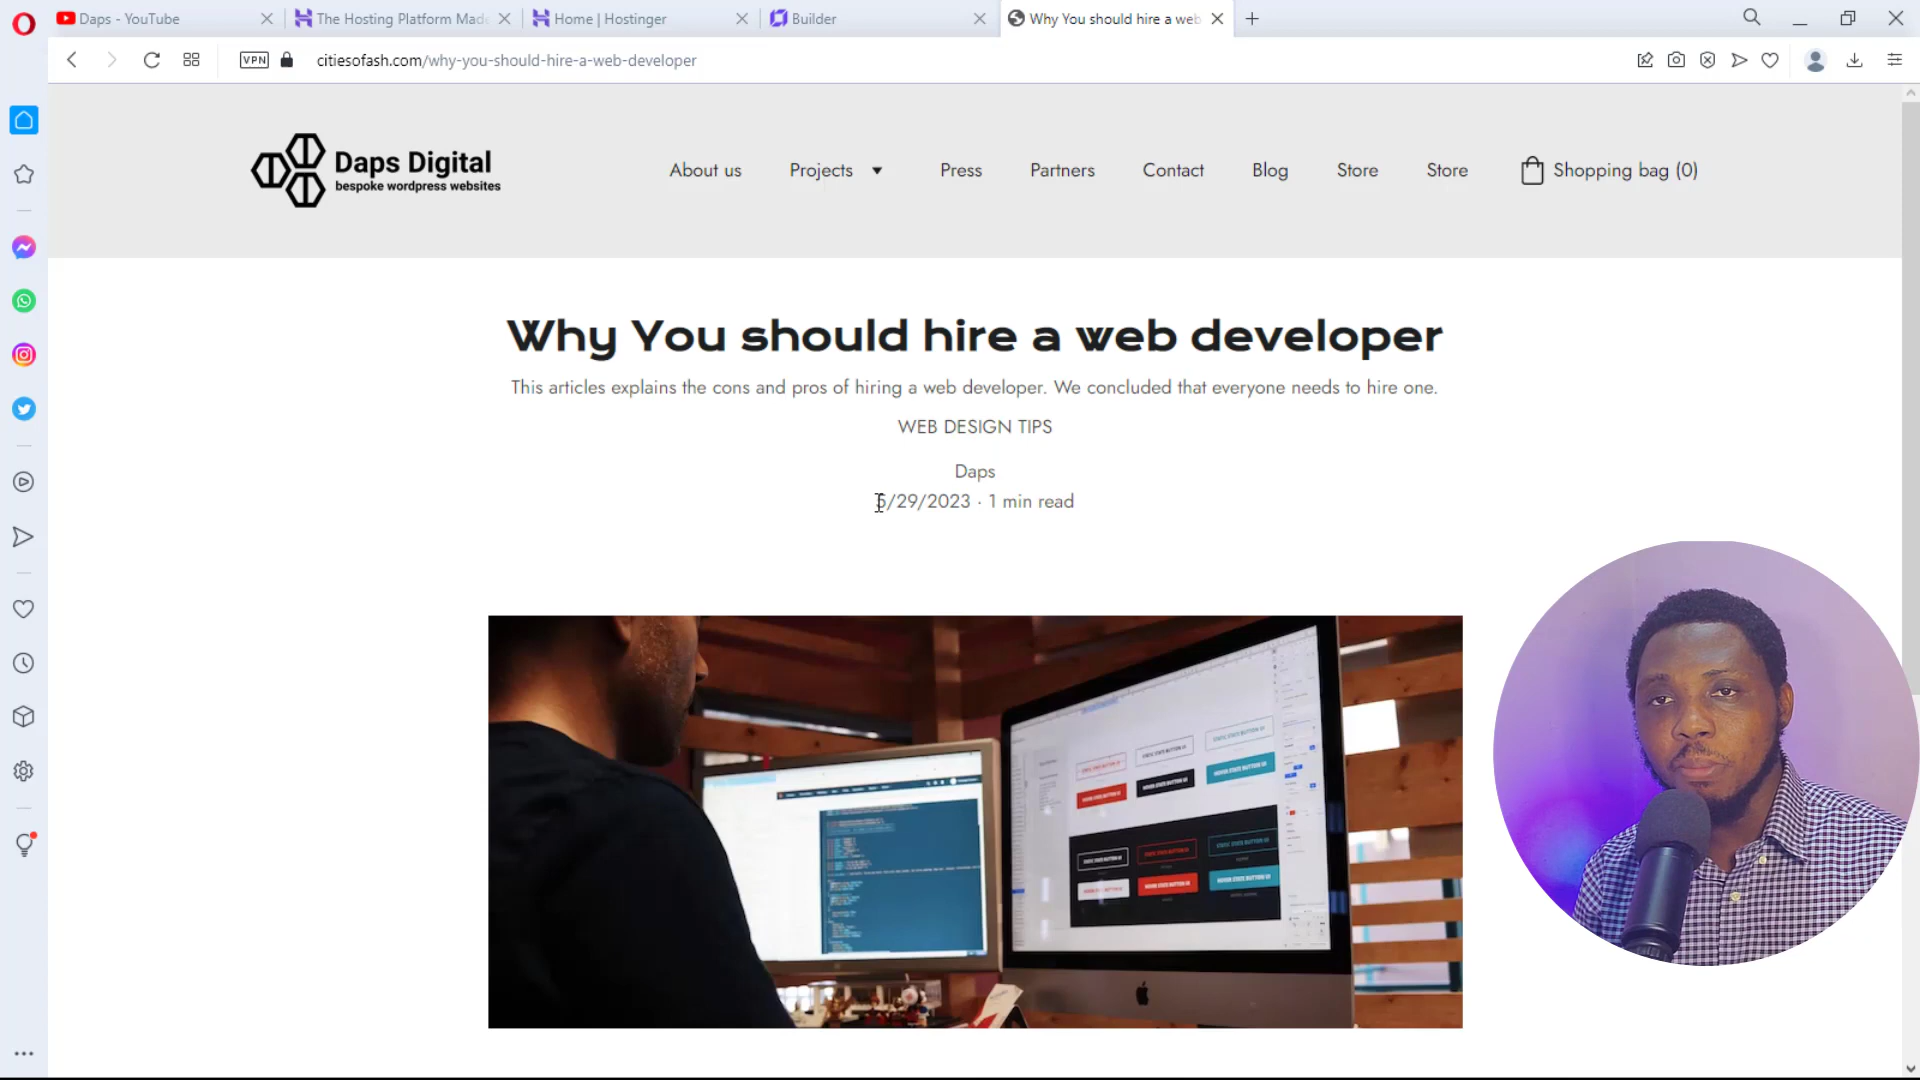 Daps - YouTube
The Hosting Platform Made
Home | Hostinger
Builder
Why You should hire a web
VPN
citiesofash.com/why-you-should-hire-a-web-developer
Daps Digital
bespoke wordpress websites
About us
Projects
Press
Partners
Contact
Blog
Store
Store
Shopping bag (0)
Why You should hire a web developer
This articles explains the cons and pros of hiring a web developer. We concluded that everyone needs to hire one.
WEB DESIGN TIPS
Daps
/29/2023 · 1 min read